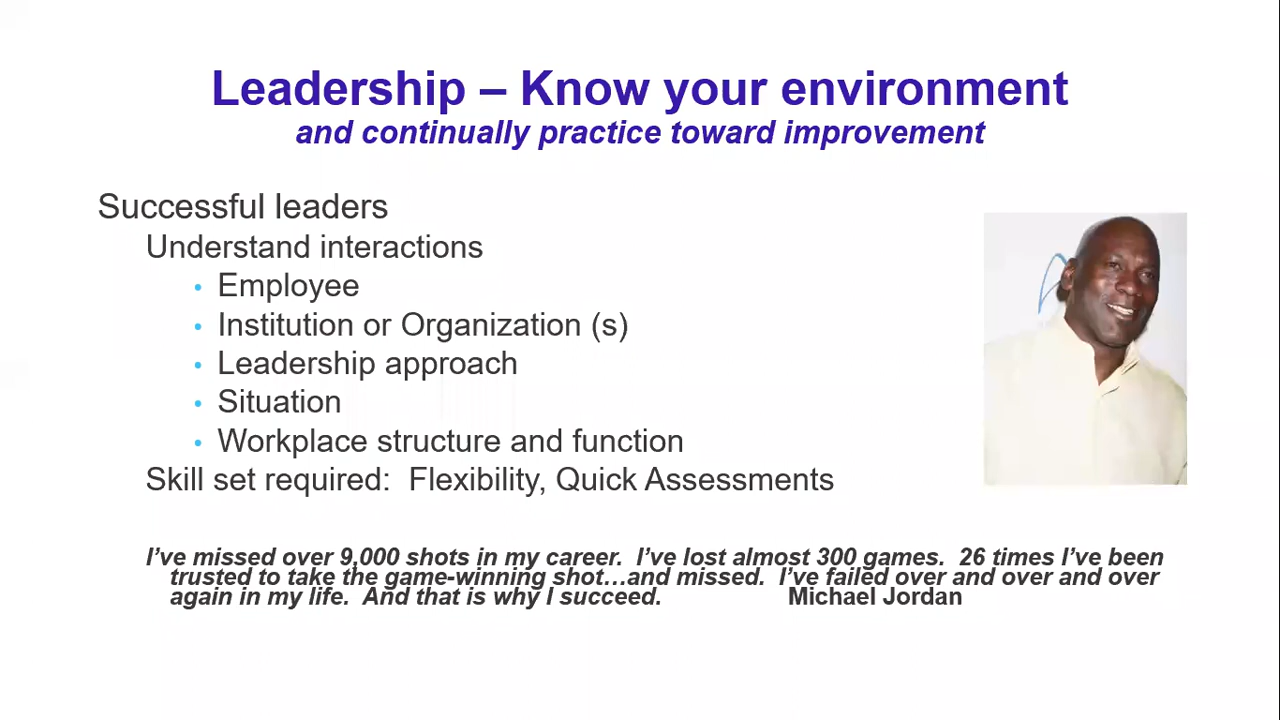 Leadership – Know your environment
and continually practice toward improvement
Successful leaders
Understand interactions
• Employee
• Institution or Organization (s)
• Leadership approach
• Situation
• Workplace structure and function
Skill set required:  Flexibility, Quick Assessments
I’ve missed over 9,000 shots in my career.  I’ve lost almost 300 games.  26 times I’ve been
trusted to take the game-winning shot…and missed.  I’ve failed over and over and over
again in my life.  And that is why I succeed. Michael Jordan